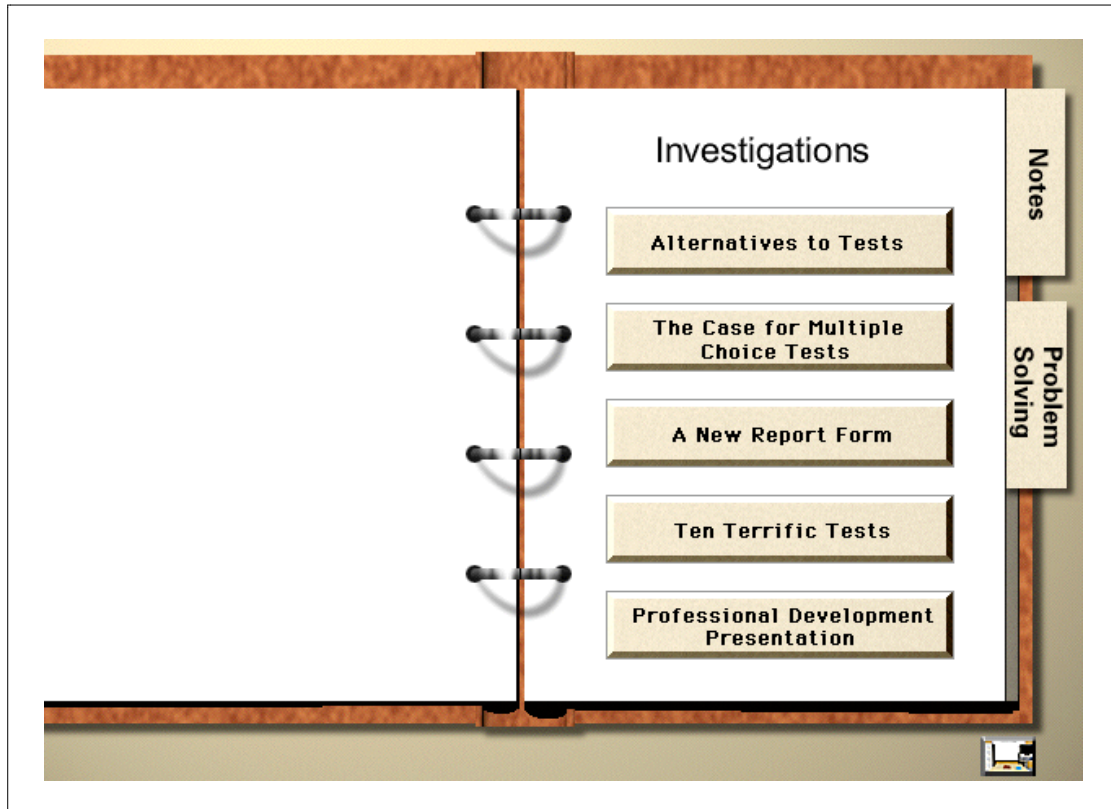 Investigations
Alternatives to Tests
The Case for Multiple
Choice Tests
A New Report Form
Ten Terrific Tests
Professional Development
Presentation
Notes
Problem
Solving